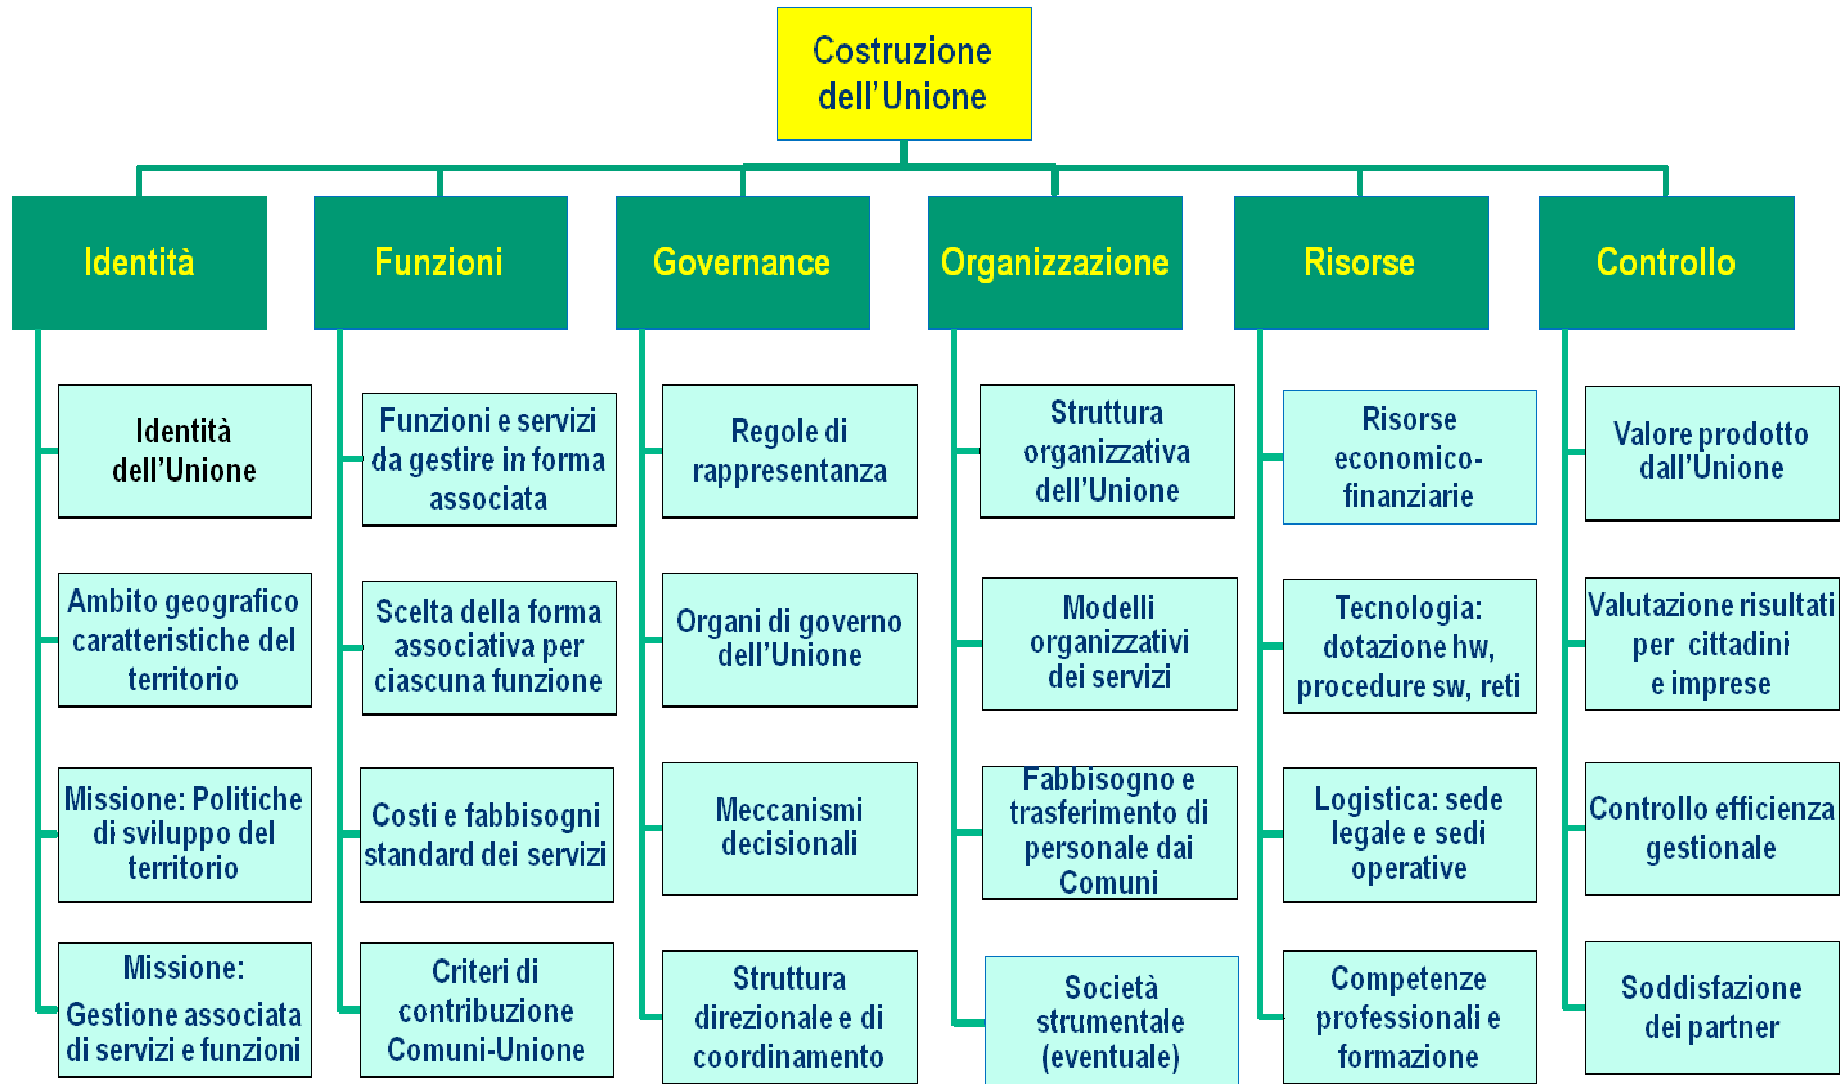 Costruzione
dell'Unione
Identità
Funzioni
Governance
Organizzazione
Risorse
Controllo
Identità
dell'Unione
Ambito geografico
caratteristiche del
territorio
Missione: Politiche
di sviluppo del
territorio
Missione:
Gestione associata
di servizi e funzioni
Funzioni e servizi
da gestire in forma
associata
Scelta della forma
associativa per
ciascuna funzione
Costi e fabbisogni
standard dei servizi
Criteri di
contribuzione
Comuni-Unione
Regole di
rappresentanza
Organi di governo
dell'Unione
Meccanismi
decisionali
Struttura
direzionale e di
coordinamento
Struttura
organizzativa
dell'Unione
Modelli
organizzativi
dei servizi
Fabbisogno e
trasferimento di
personale dai
Comuni
Società
strumentale
(eventuale)
Risorse
economico-
finanziarie
Tecnologia:
dotazione hw,
procedure sw, reti
Logistica: sede
legale e sedi
operative
Competenze
professionali e
formazione
Valore prodotto
dall'Unione
Valutazione risultati
per cittadini
e imprese
Controllo efficienza
gestionale
Soddisfazione
dei partner